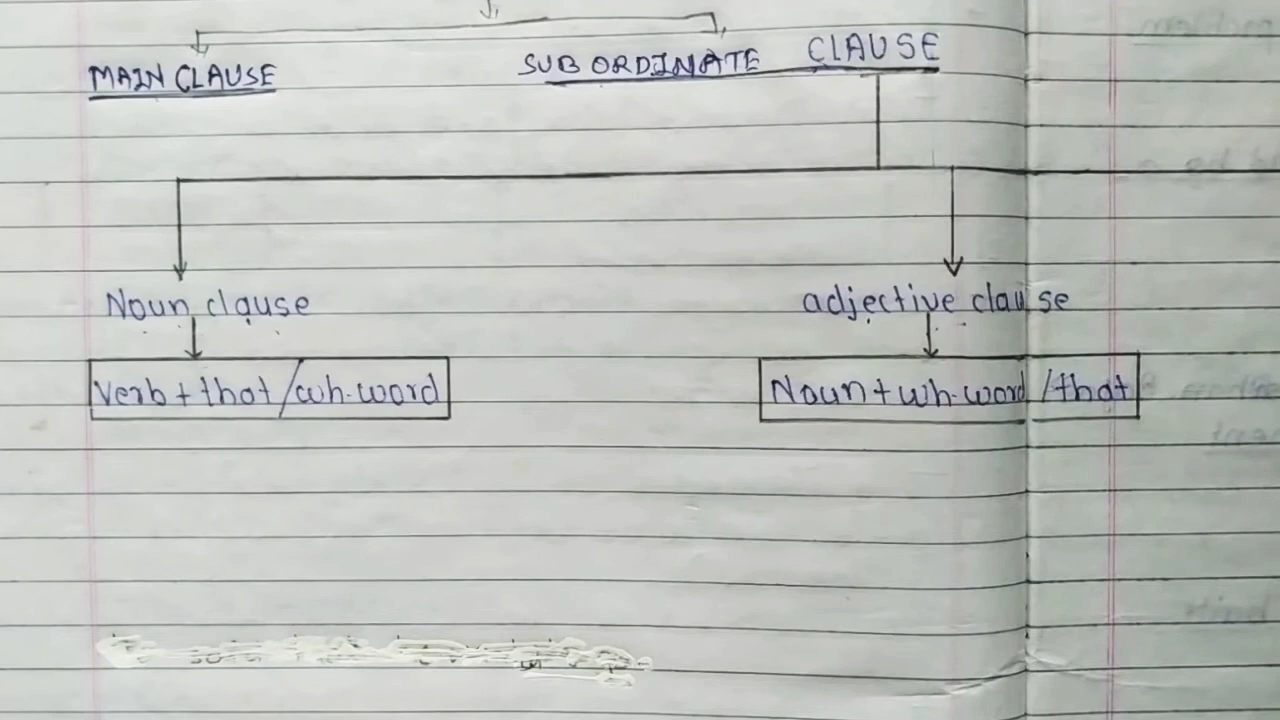 MAIN CLAUSE
SUBORDINATE CLAUSE
Noun clause
adjective clause
Verb + that / wh.word
Noun + wh.word / that